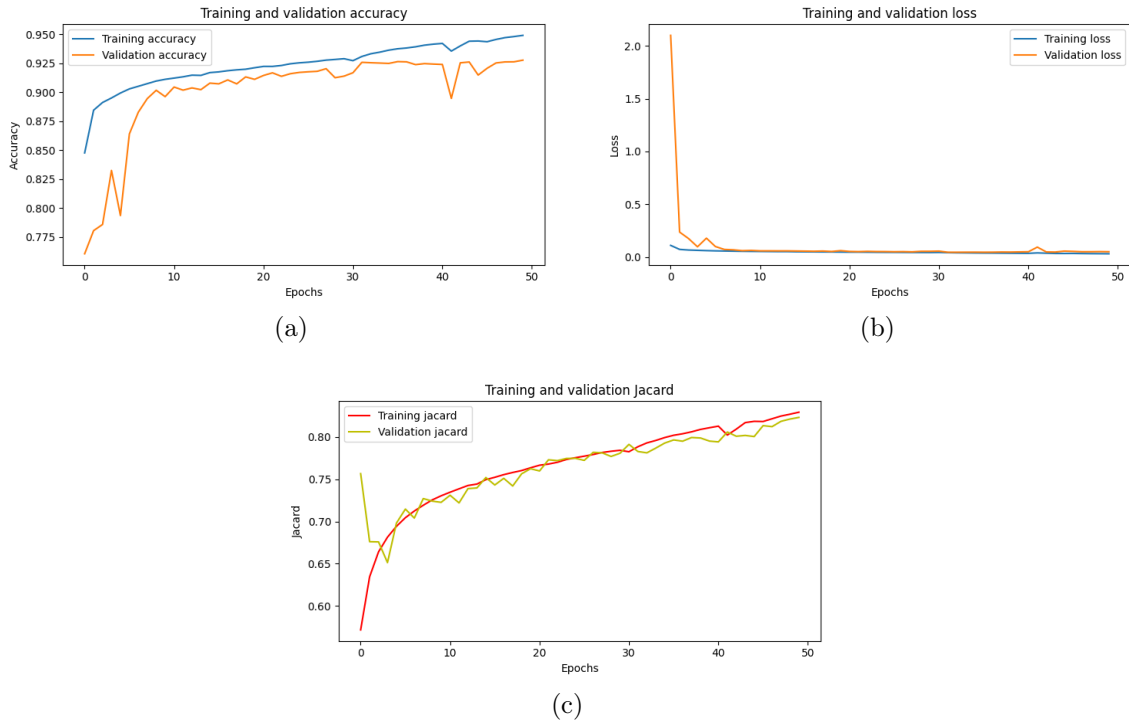 Training and validation accuracy
0.950
0.925
0.900
0.875
0.850
0.825
0.800
0.775
Accuracy
Training accuracy
Validation accuracy
0 10 20 30 40 50
Epochs
(a)
Training and validation loss
2.0
1.5
1.0
0.5
0.0
Loss
Training loss
Validation loss
0 10 20 30 40 50
Epochs
(b)
Training and validation Jacard
0.80
0.75
0.70
0.65
0.60
Jacard
Training jacard
Validation jacard
0 10 20 30 40 50
Epochs
(c)